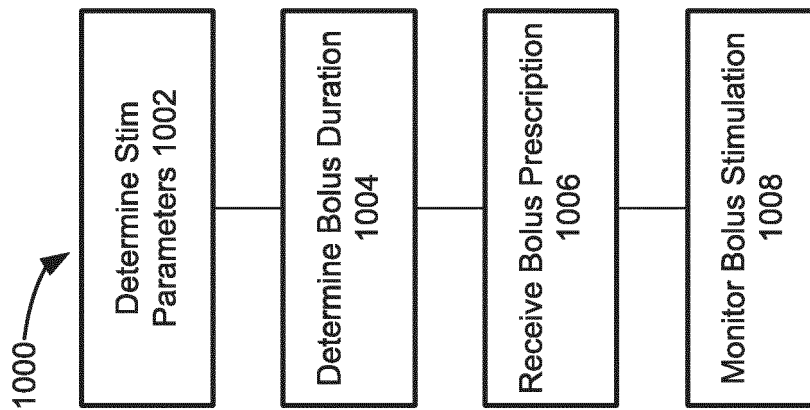 1000
Determine Stim
Parameters 1002
Determine Bolus Duration
1004
Receive Bolus Prescription
1006
Monitor Bolus Stimulation
1008